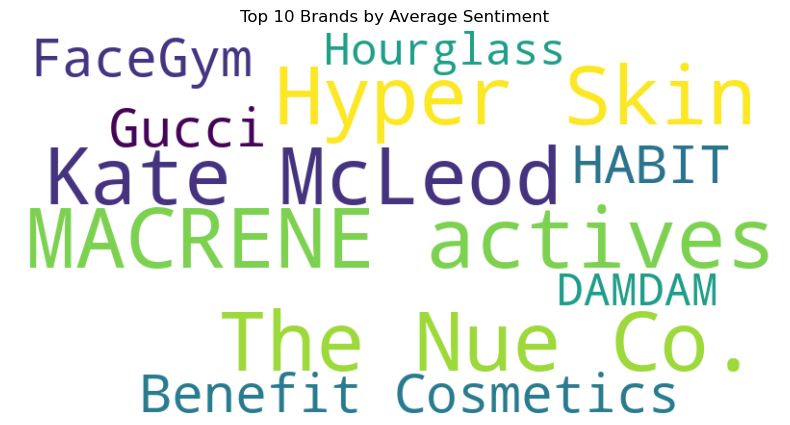 Top 10 Brands by Average Sentiment
FaceGym
Hourglass
Hyper Skin
Gucci
Kate McLeod
HABIT
MACRENE actives
DAMDAM
The Nue Co.
Benefit Cosmetics